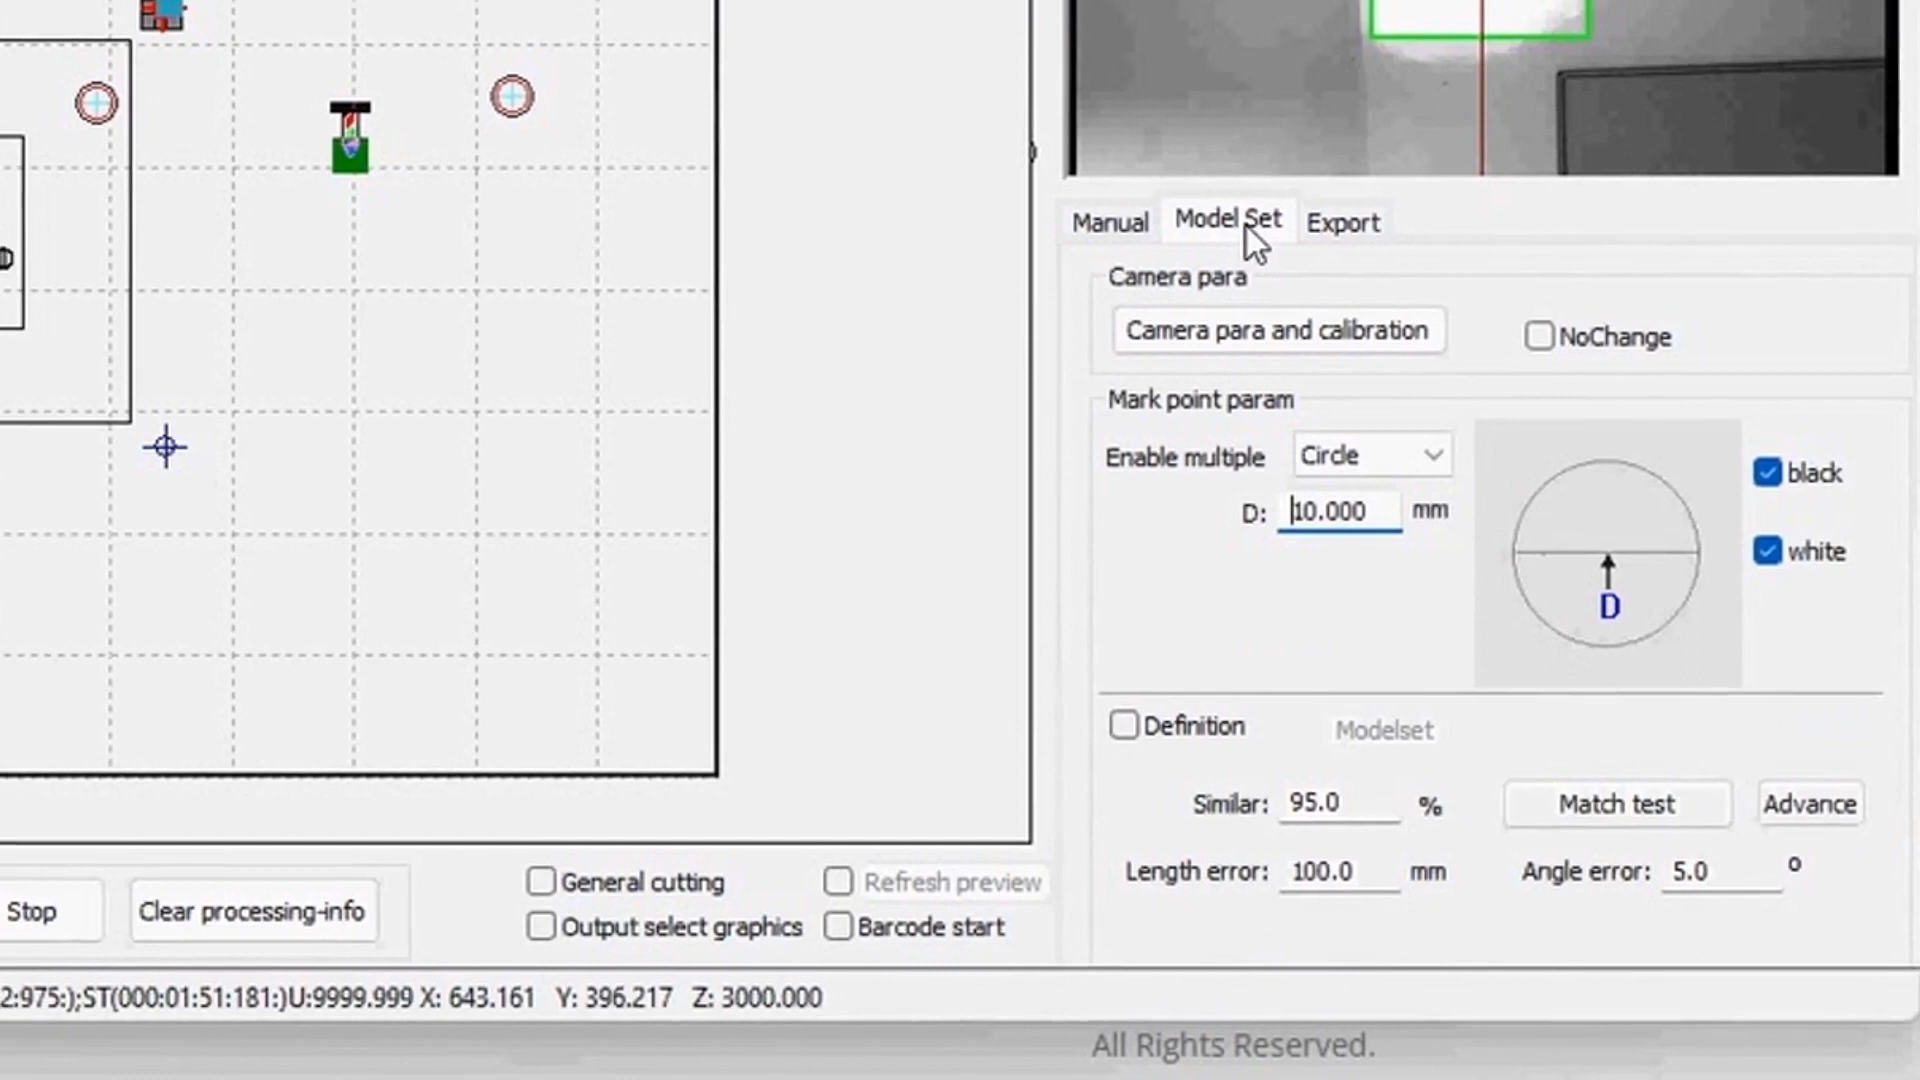 Manual Model Set Export
Camera para
Camera para and calibration NoChange
Mark point param
Enable multiple Circle
D: 10.000 mm
black
white
D
Definition Modelset
Similar: 95.0 % Match test Advance
Length error: 100.0 mm Angle error: 5.0 °
General cutting Refresh preview
Stop Clear processing-info
Output select graphics Barcode start
2:975:);ST(000:01:51:181:)U:9999.999 X: 643.161 Y: 396.217 Z: 3000.000
All Rights Reserved.